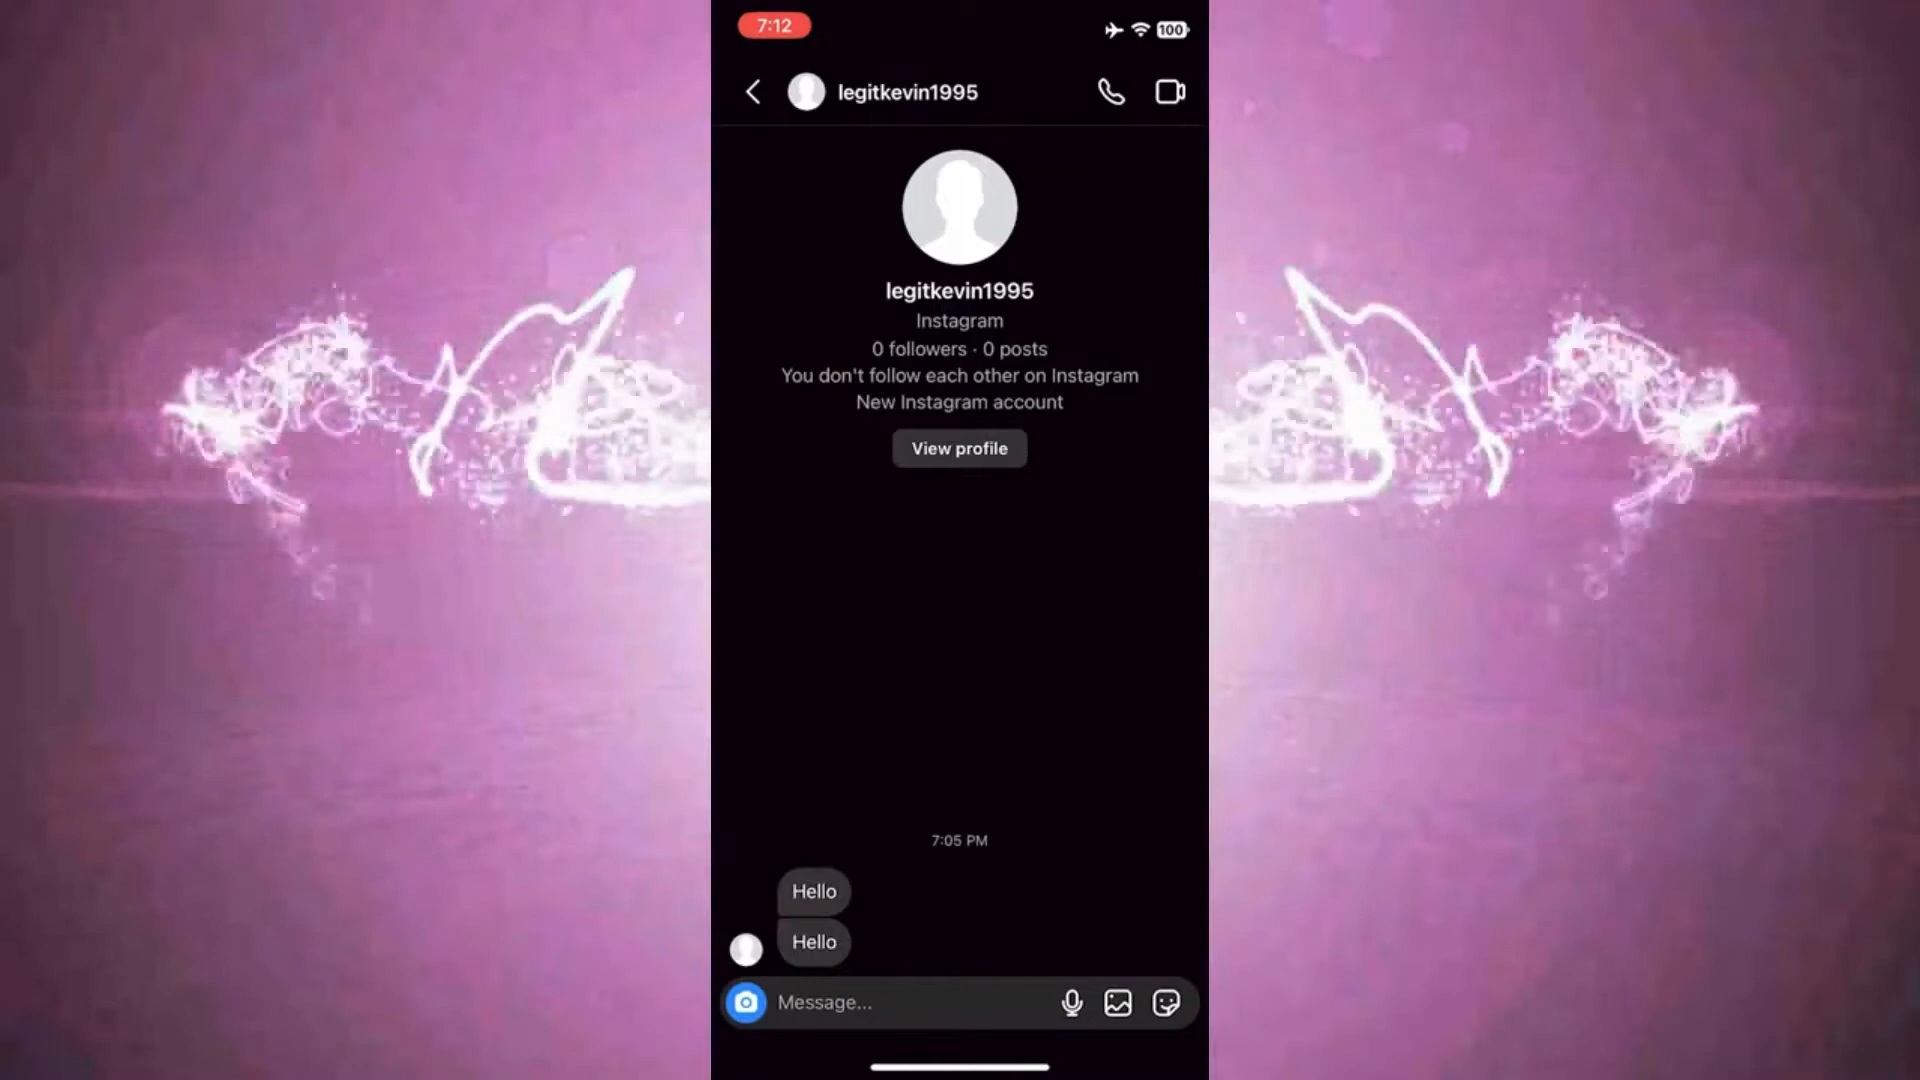 7:12
100
legitkevin1995
legitkevin1995
Instagram
0 followers · 0 posts
You don't follow each other on Instagram
New Instagram account
View profile
7:05 PM
Hello
Hello
Message...